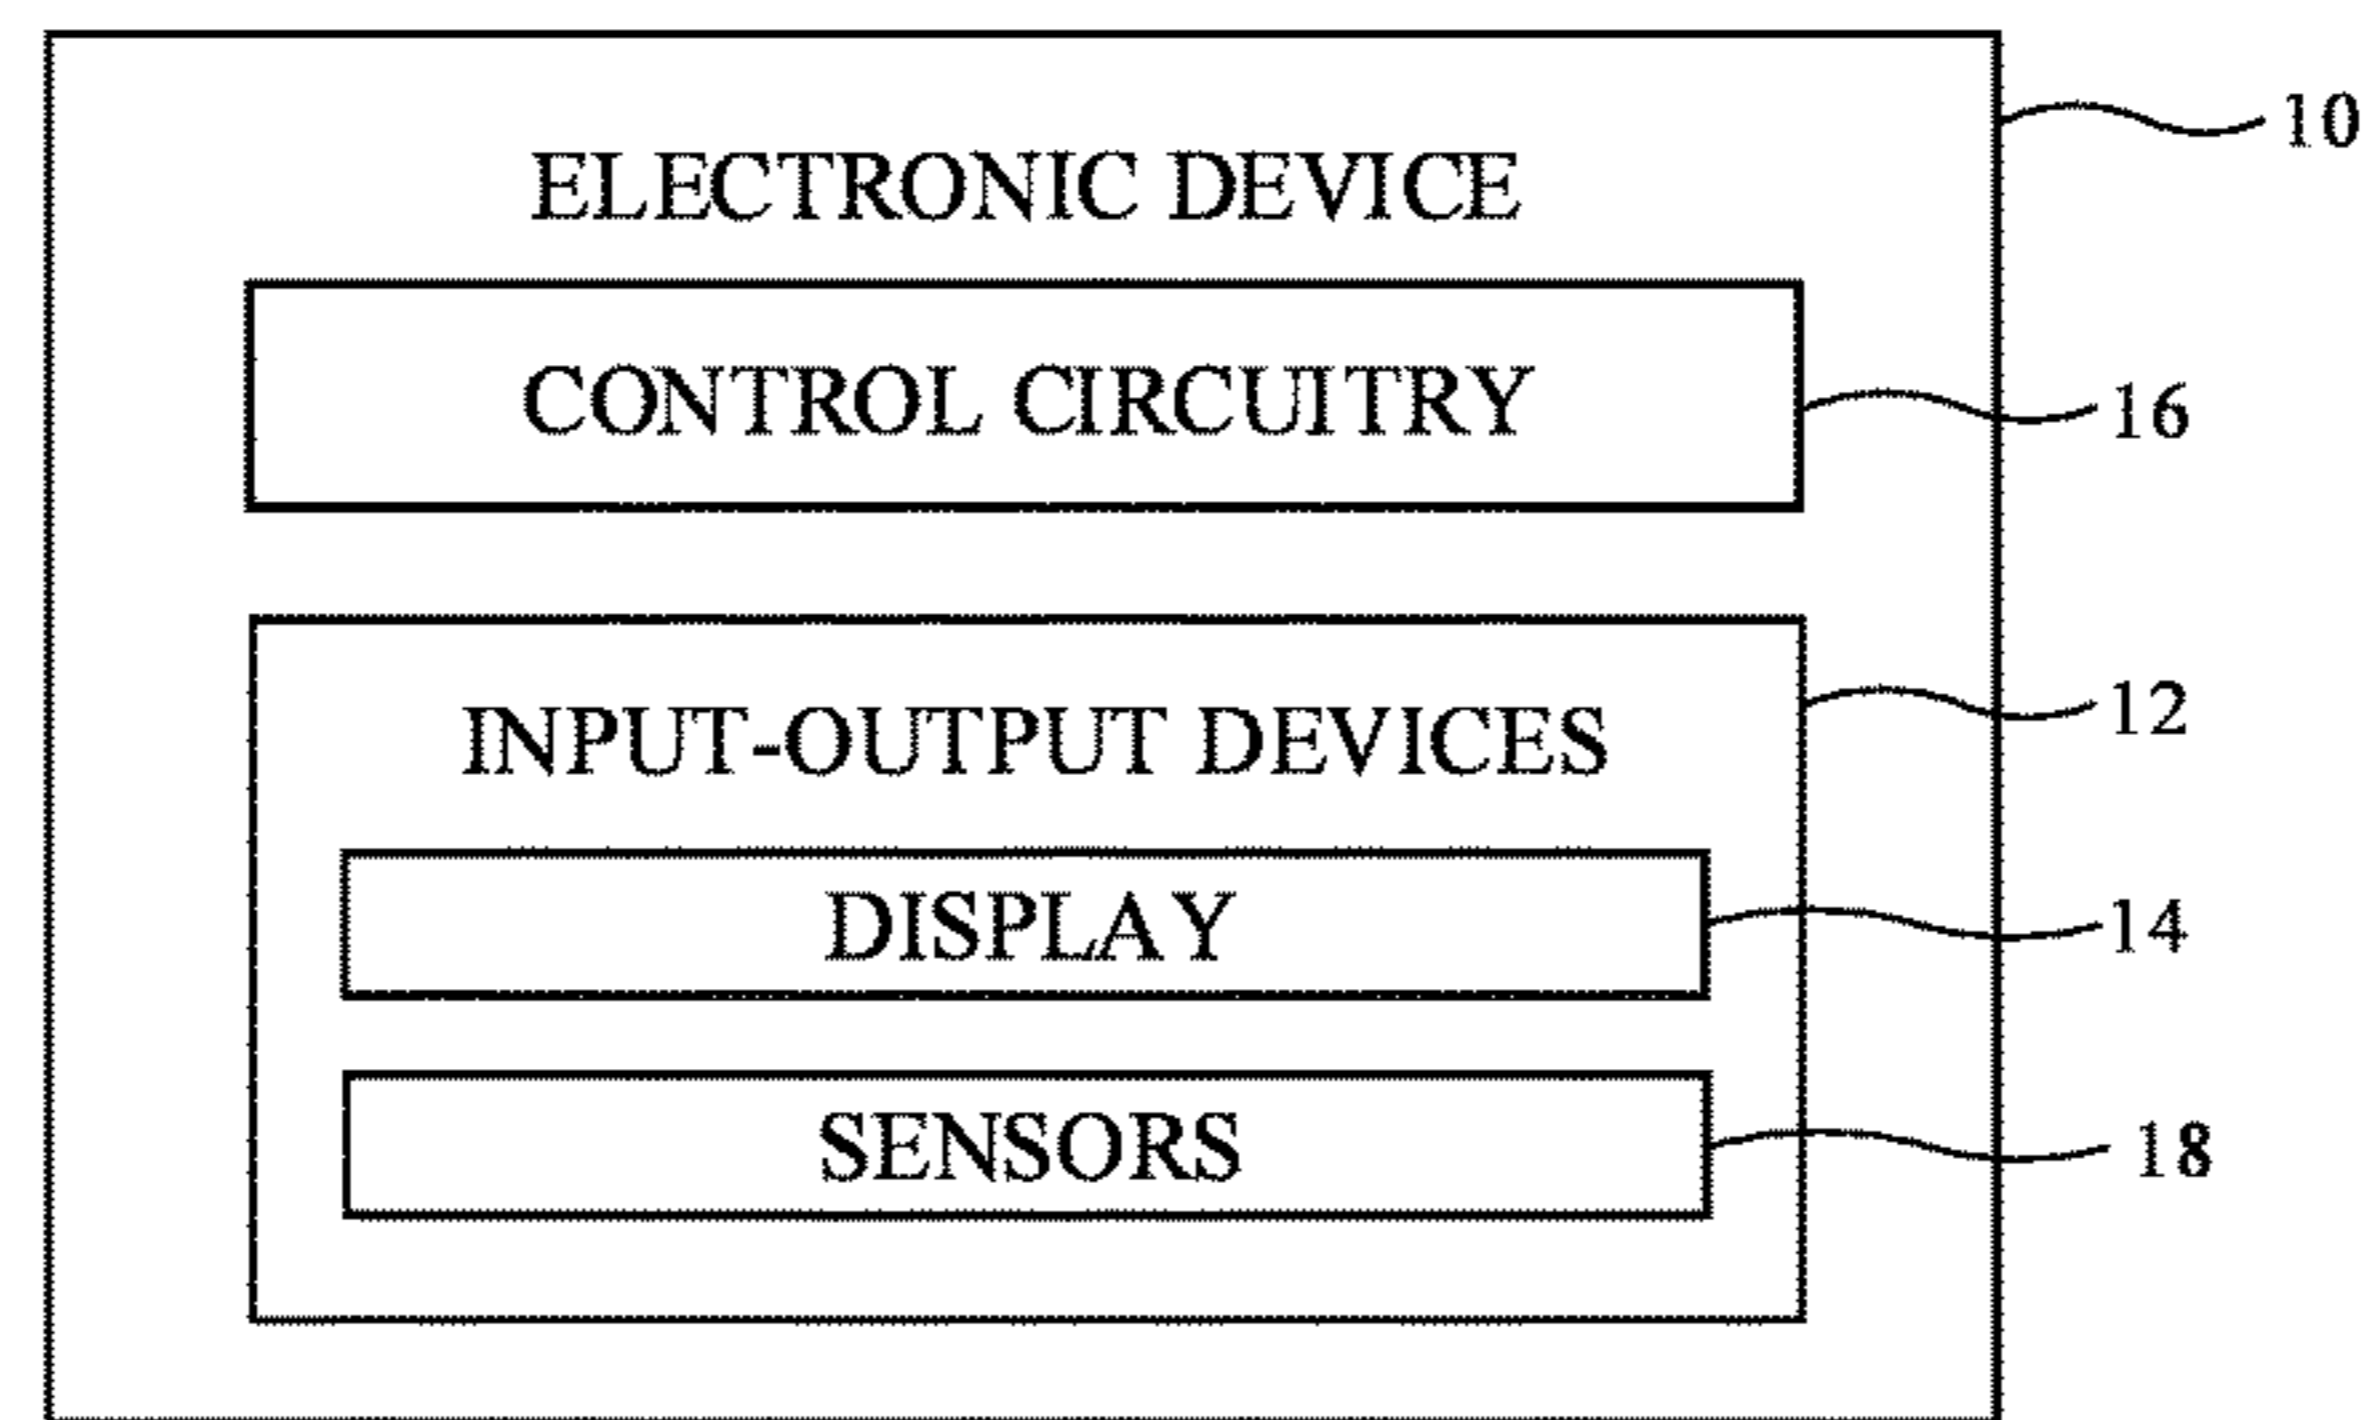 ELECTRONIC DEVICE
10
CONTROL CIRCUITRY
16
INPUT-OUTPUT DEVICES
12
DISPLAY
14
SENSORS
18